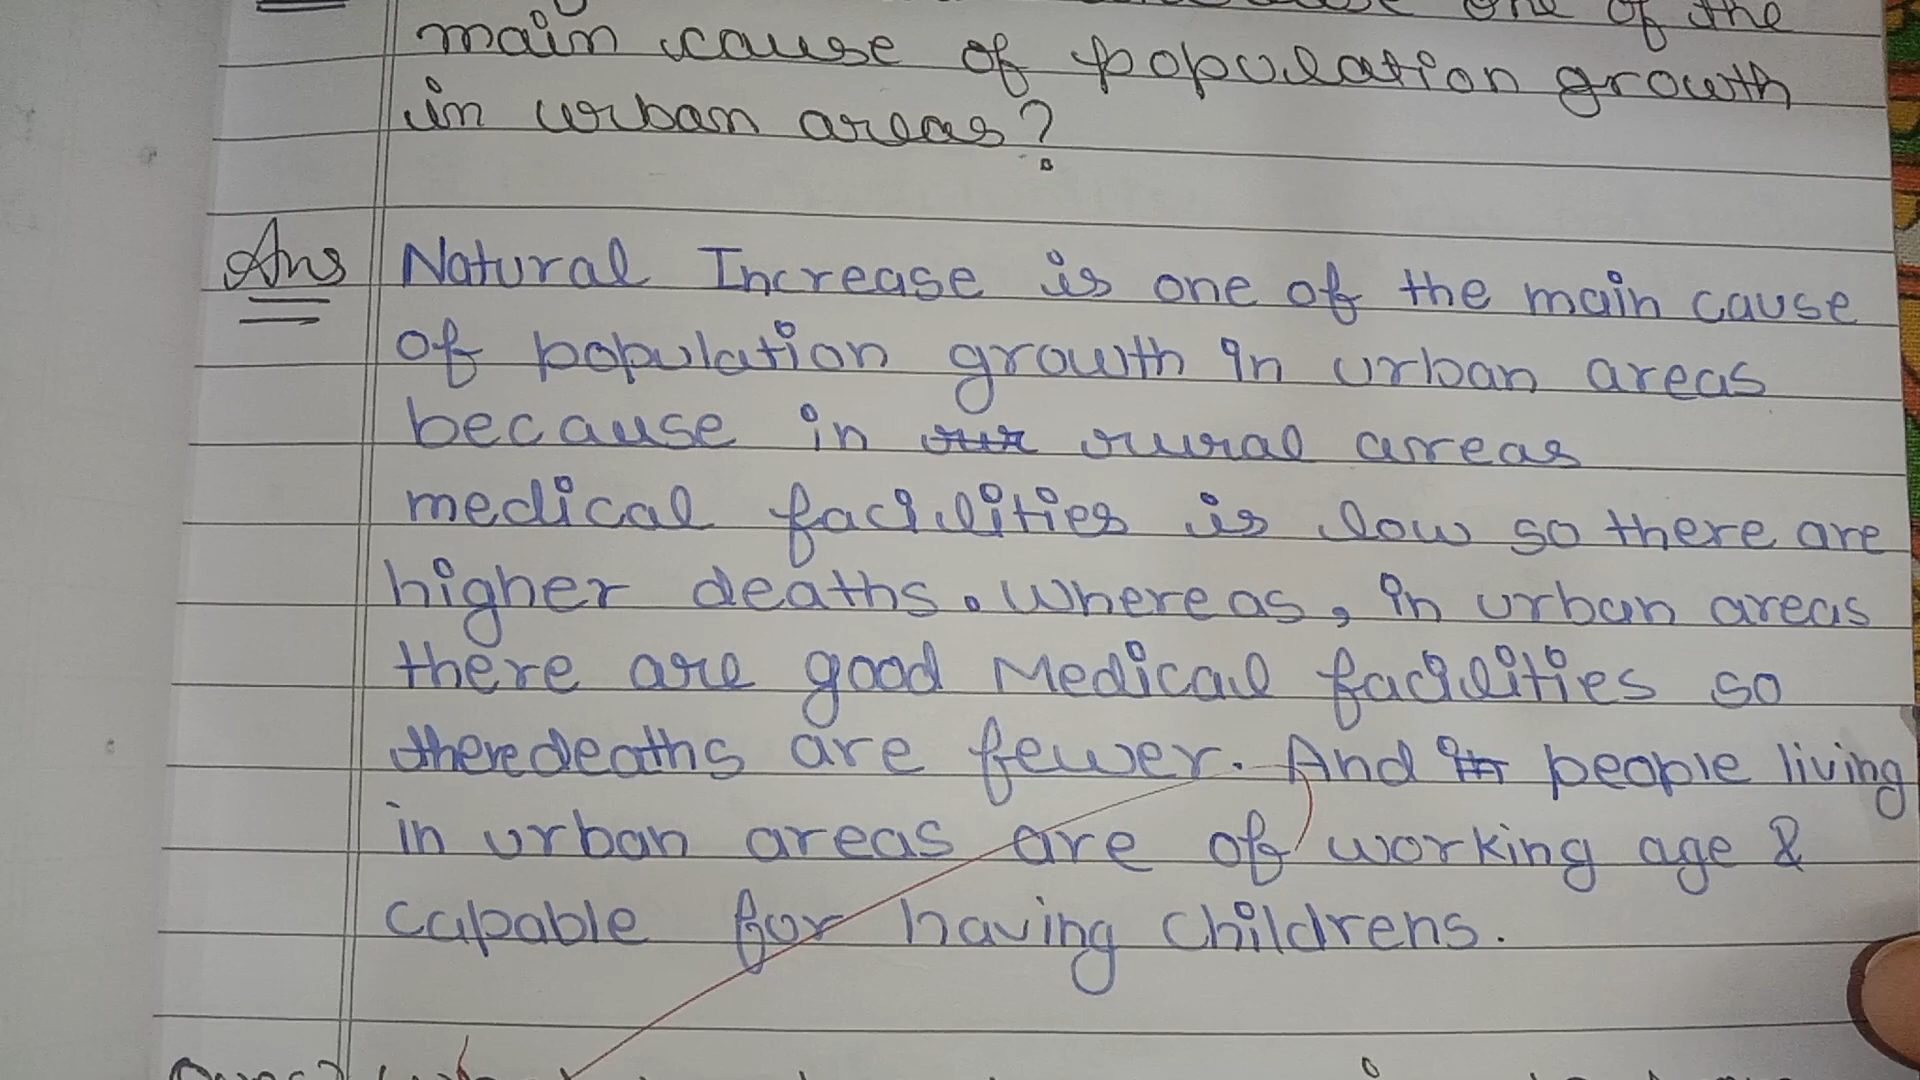 one of the
main cause of population growth
in urban areas?
Ans Natural Increase is one of the main cause
of population growth in urban areas
because in rural areas
medical facilities is low so there are
higher deaths. Whereas, in urban areas
there are good Medical facilities so
there deaths are fewer. And people living
in urban areas are of working age &
capable for having childrens.